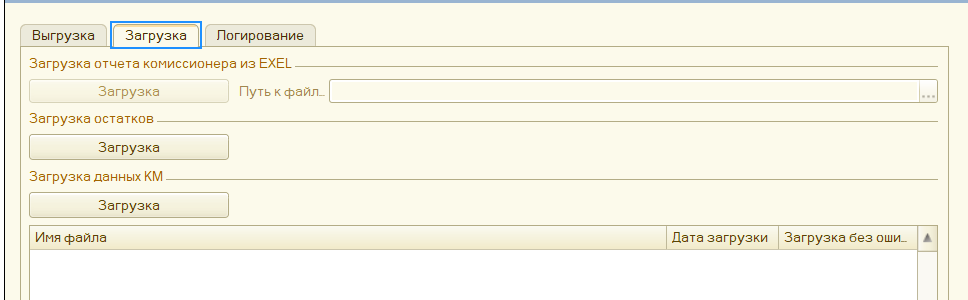 Выгрузка Загрузка Логирование
Загрузка отчета комиссионера из EXEL
Загрузка Путь к файл... ...
Загрузка остатков
Загрузка
Загрузка данных КМ
Загрузка
Имя файла Дата загрузки Загрузка без оши...